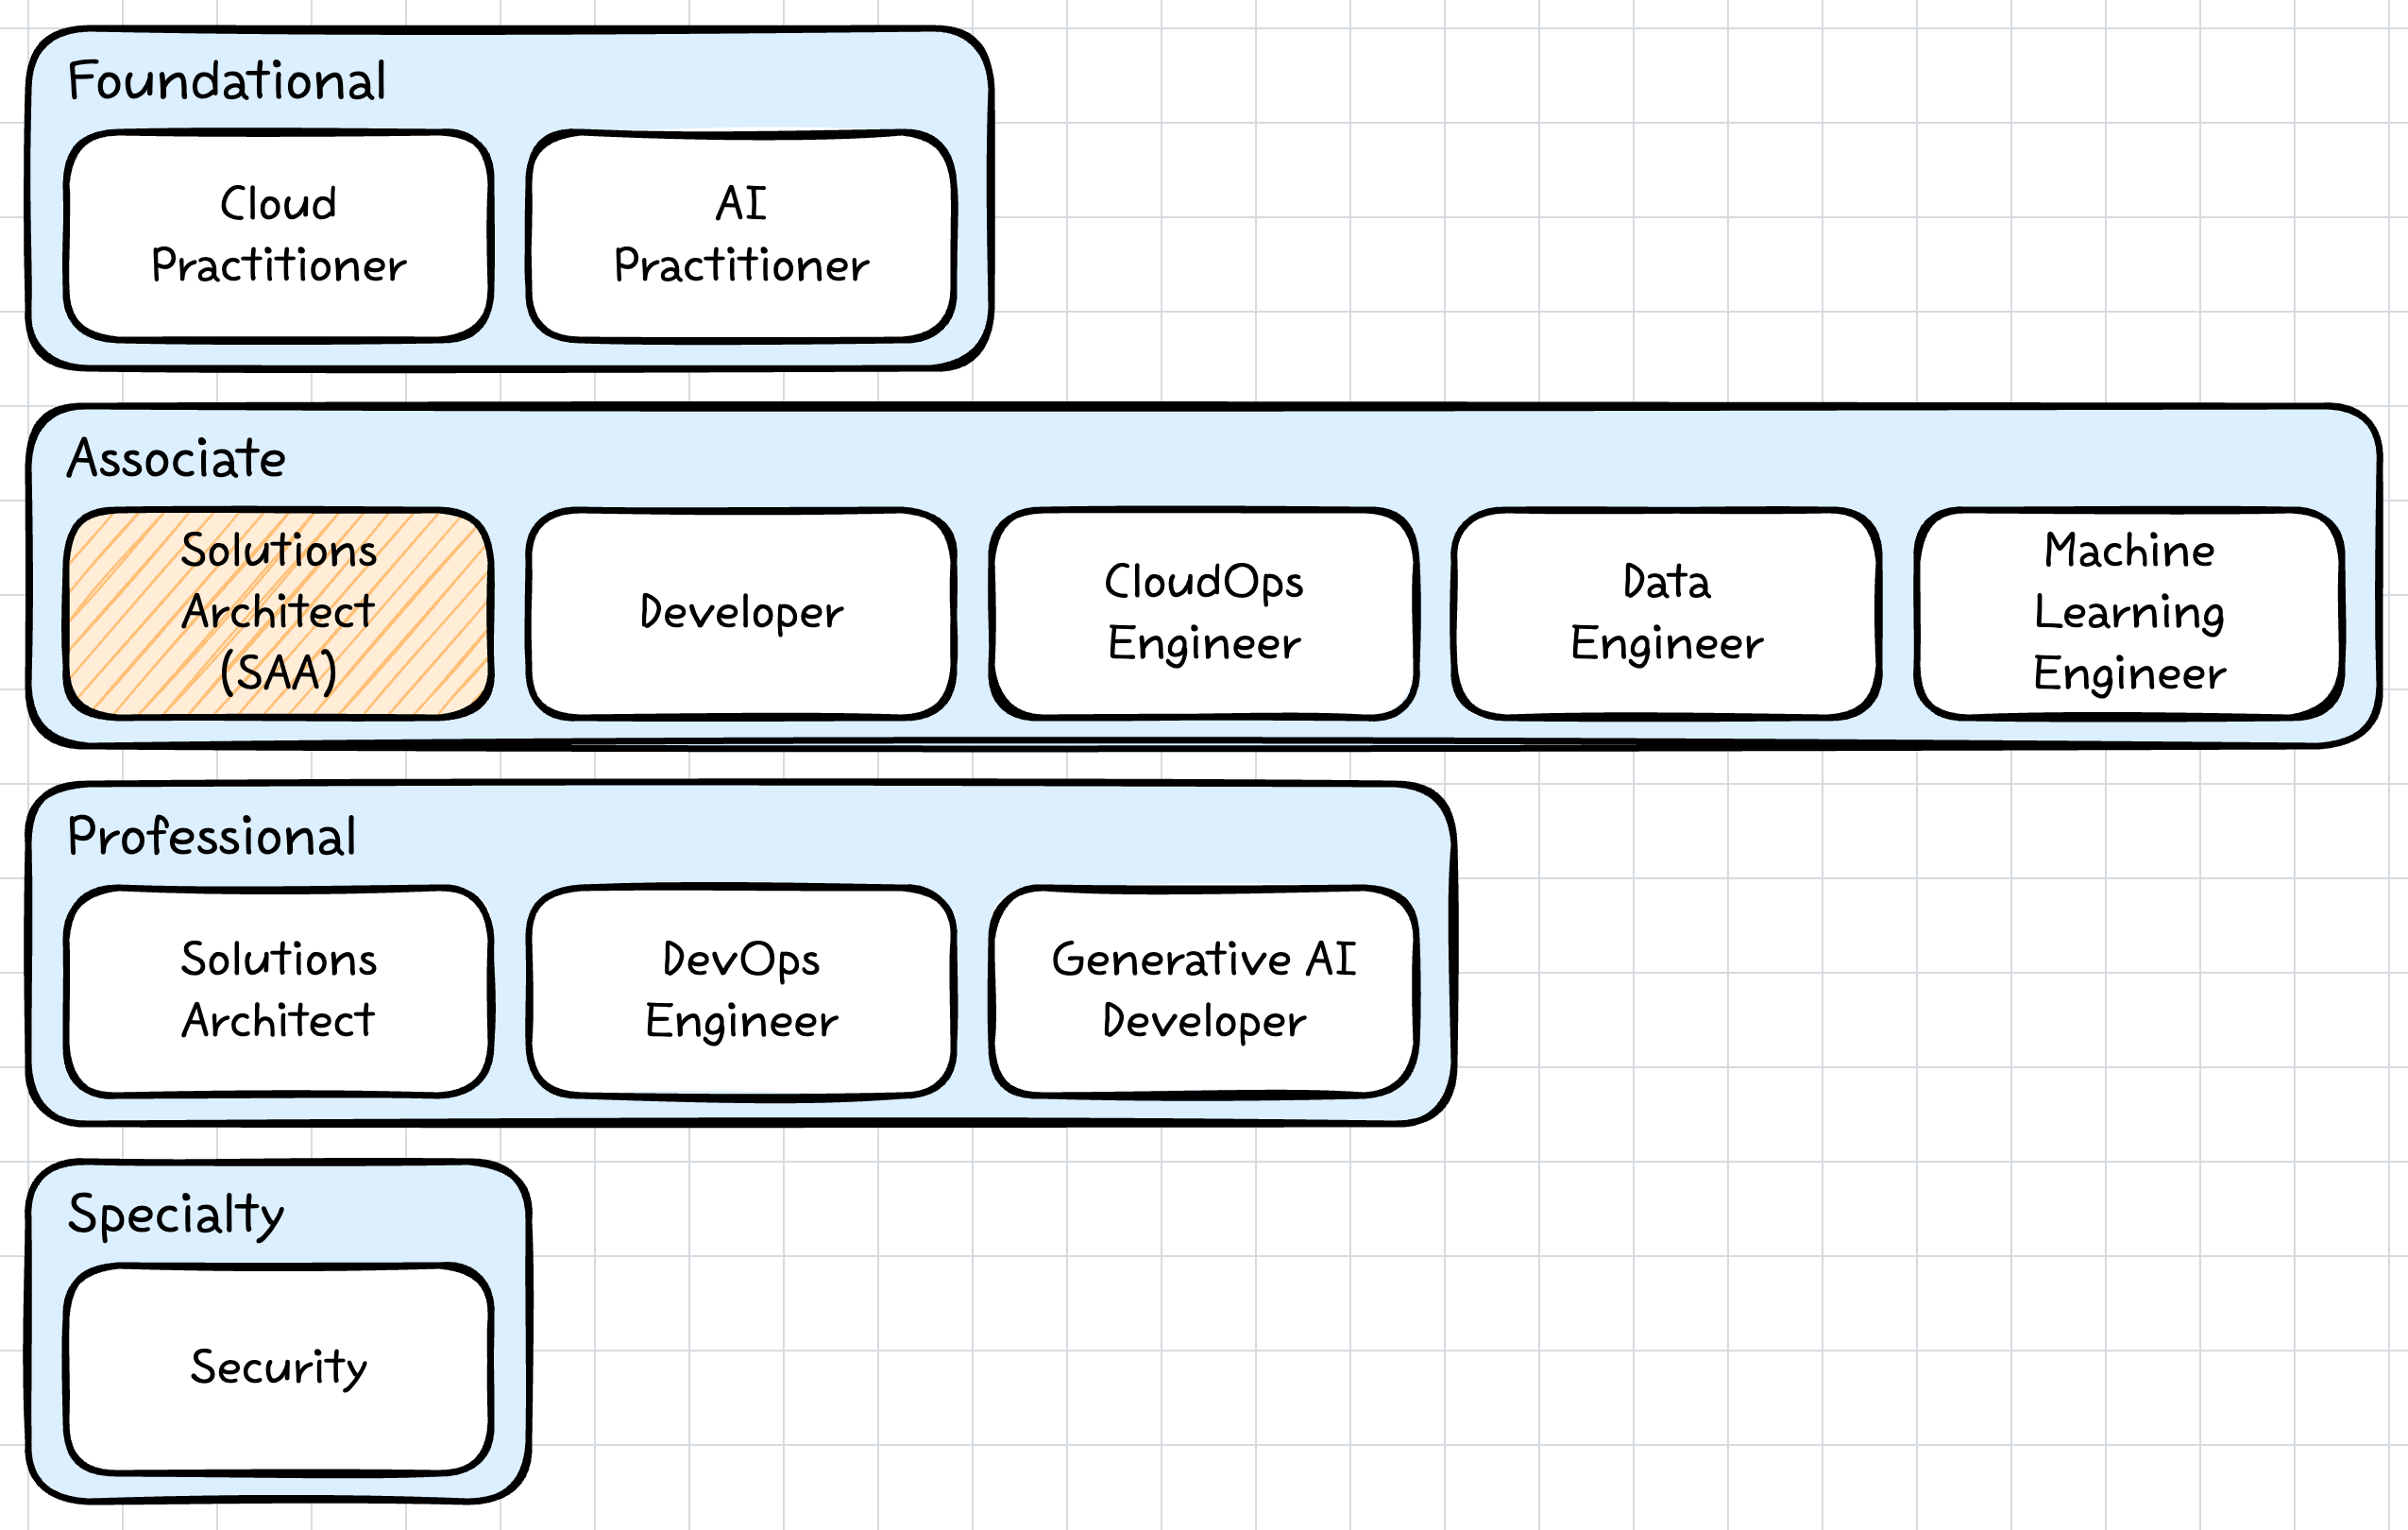 Foundational
Cloud
Practitioner
AI
Practitioner
Associate
Solutions
Architect
(SAA)
Developer
CloudOps
Engineer
Data
Engineer
Machine
Learning
Engineer
Professional
Solutions
Architect
DevOps
Engineer
Generative AI
Developer
Specialty
Security